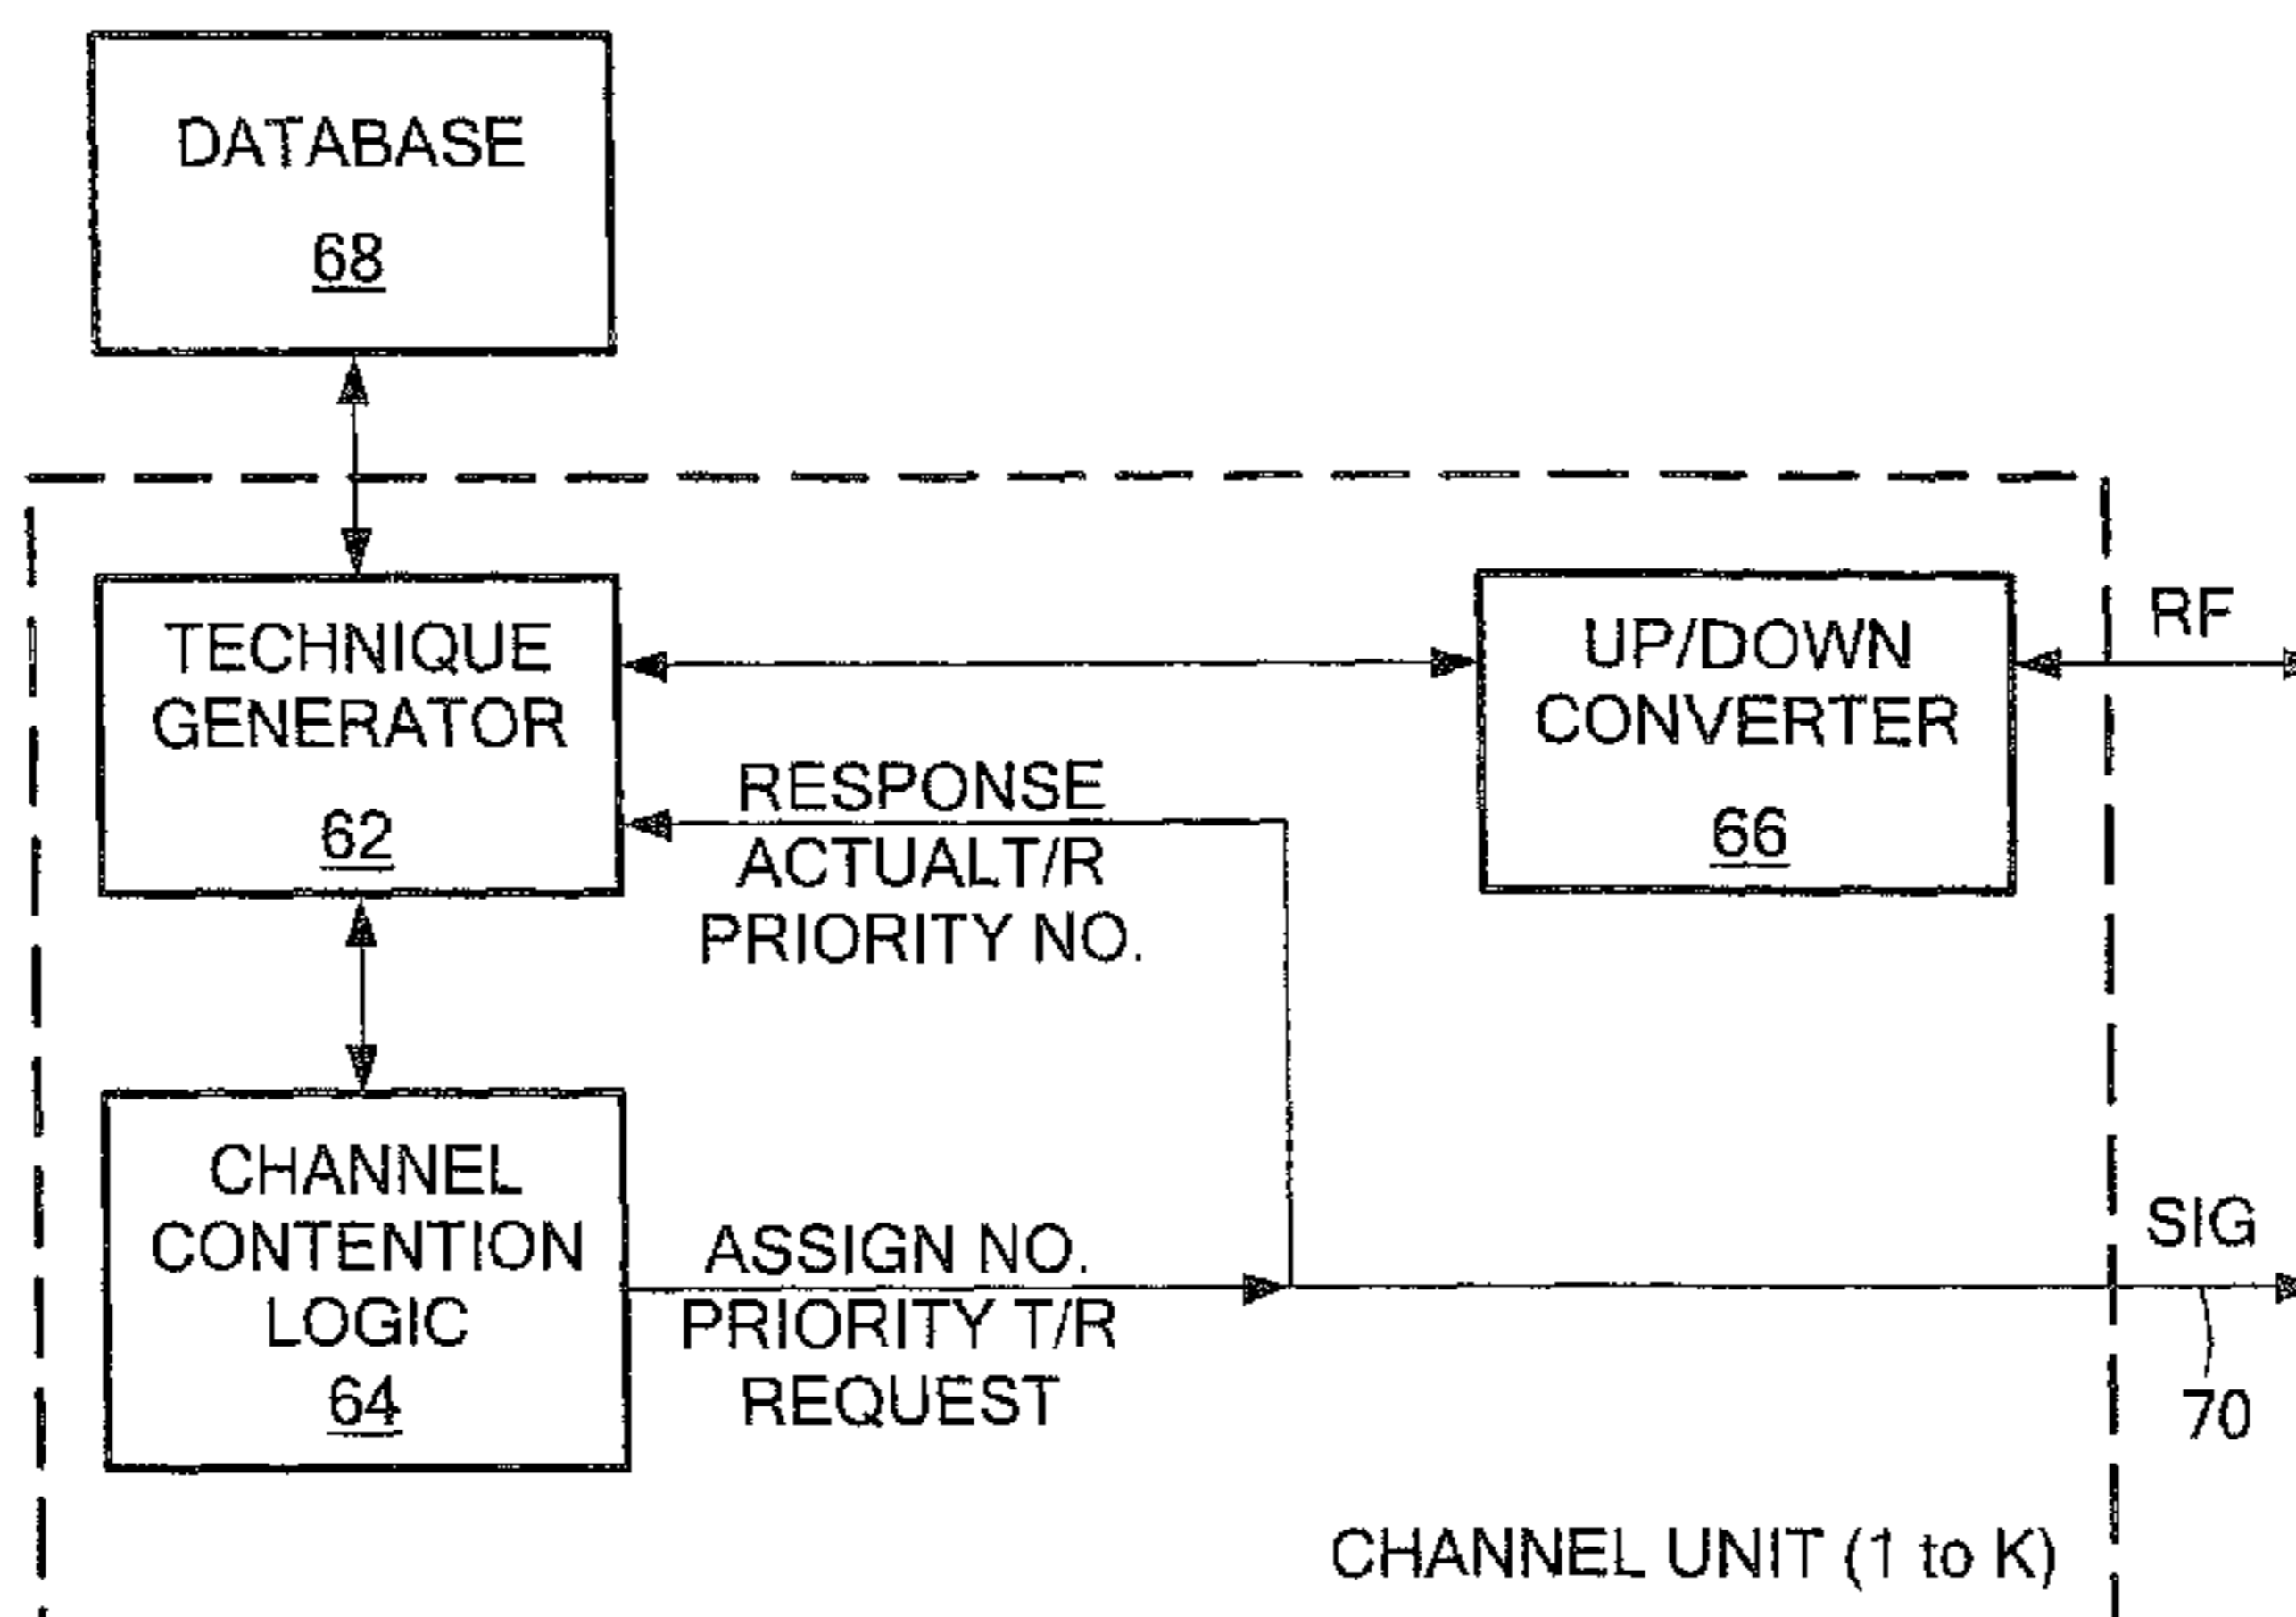 DATABASE
68
TECHNIQUE
GENERATOR
62
UP/DOWN
CONVERTER
66
RF
RESPONSE
ACTUALT/R
PRIORITY NO.
CHANNEL
CONTENTION
LOGIC
64
ASSIGN NO.
PRIORITY T/R
REQUEST
SIG
70
CHANNEL UNIT (1 to K)